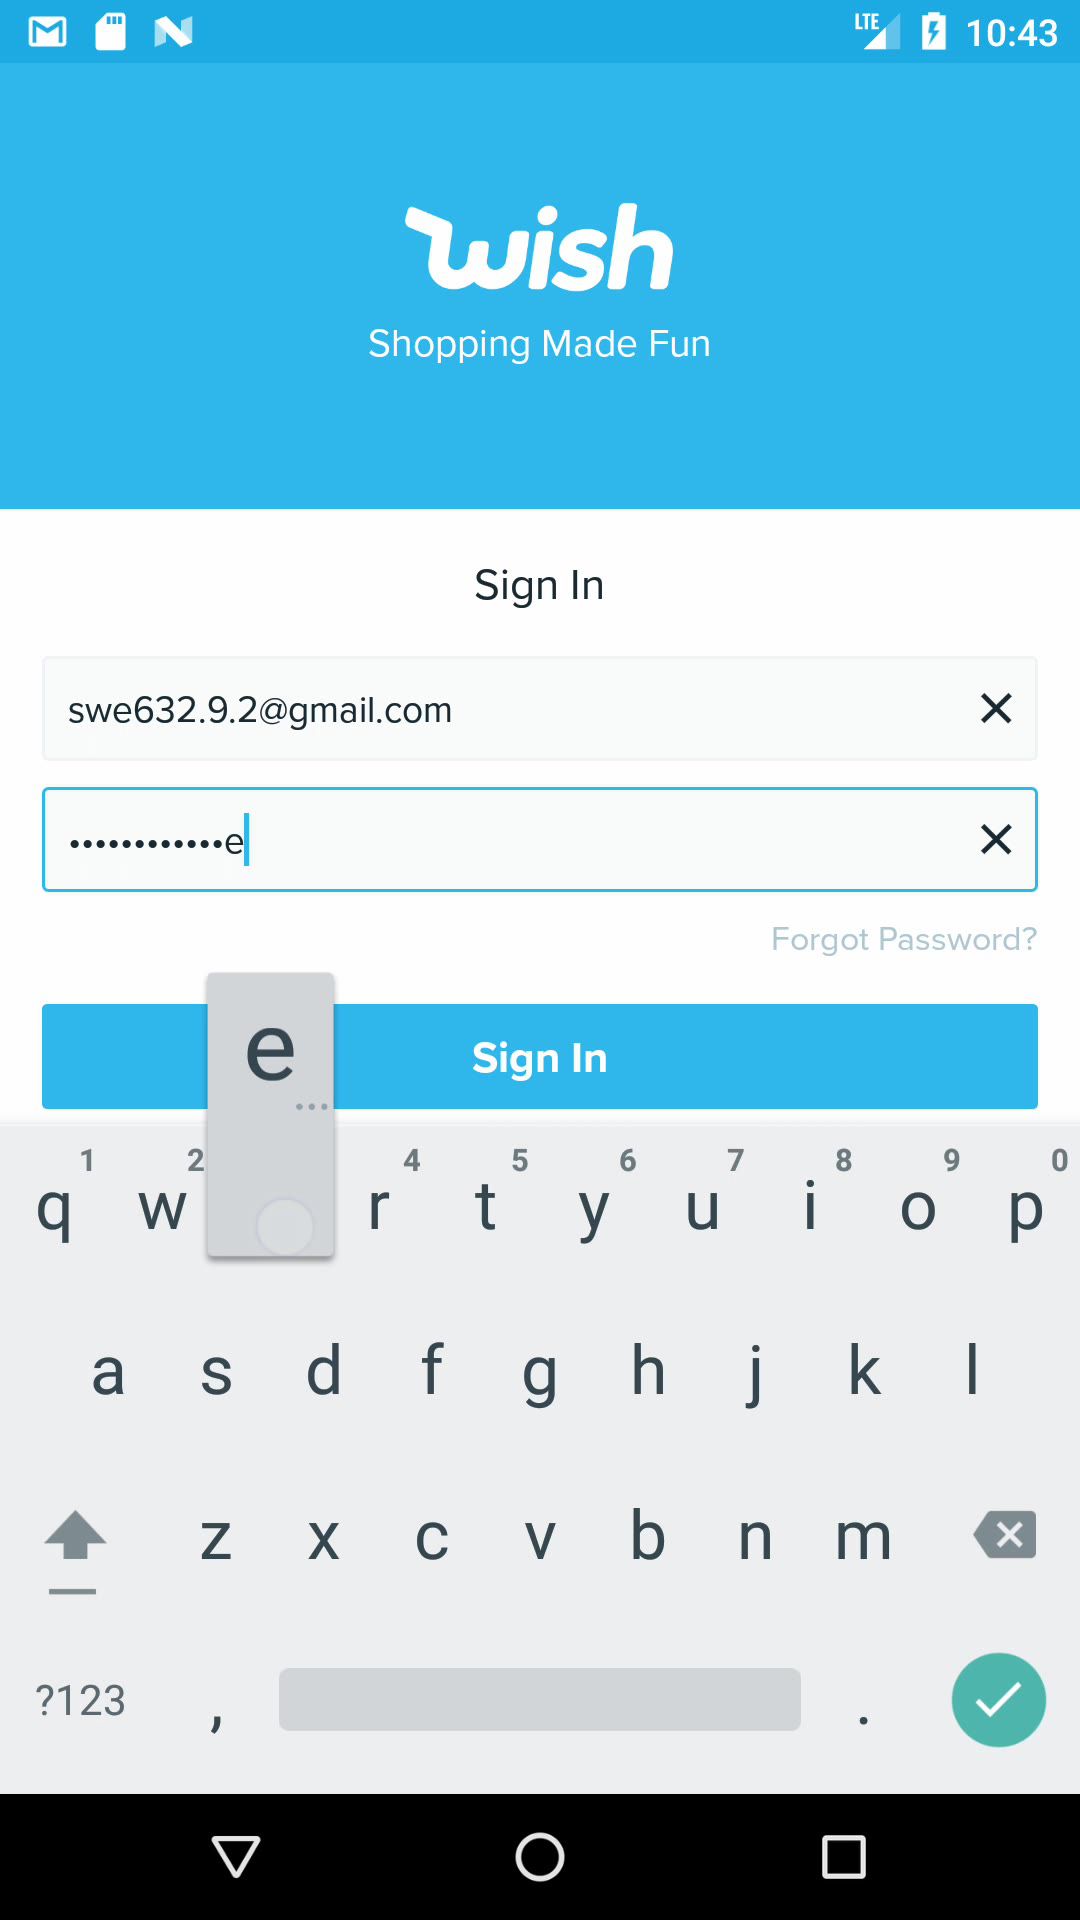 LTE 10:43
wish
Shopping Made Fun
Sign In
swe632.9.2@gmail.com
••••••••••••e
Forgot Password?
Sign In
e
...
1 2 4 5 6 7 8 9 0
q w r t y u i o p
a s d f g h j k l
z x c v b n m
?123 , .